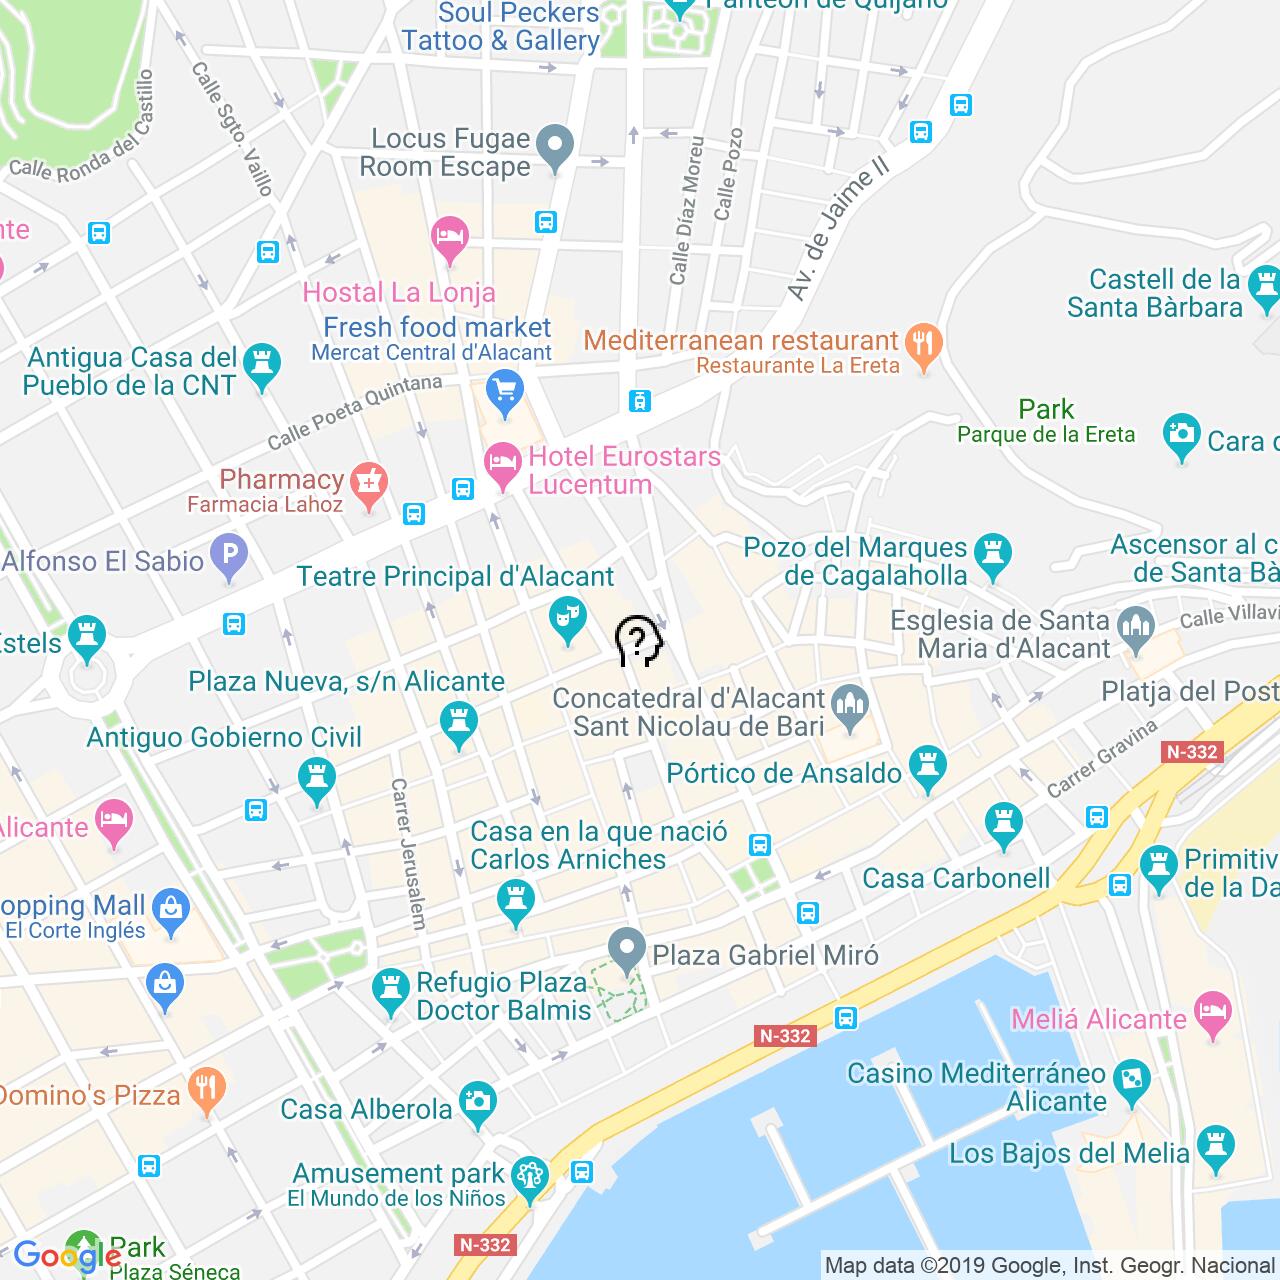 Soul Peckers
Tattoo & Gallery
Panteón de Quijano
Calle Sgto. Vaillo
Calle Ronda del Castillo
Locus Fugae
Room Escape
Calle Díaz Moreu
Calle Pozo
Av. de Jaime II
nte
Hostal La Lonja
Castell de la
Santa Bàrbara
Fresh food market
Mercat Central d'Alacant
Mediterranean restaurant
Restaurante La Ereta
Antigua Casa del
Pueblo de la CNT
Calle Poeta Quintana
Park
Parque de la Ereta
Cara d
Hotel Eurostars
Lucentum
Pharmacy
Farmacia Lahoz
Alfonso El Sabio
P
Teatre Principal d'Alacant
Pozo del Marques
de Cagalaholla
Ascensor al c
de Santa Bà
Calle Villavi
Esglesia de Santa
Maria d'Alacant
Estels
?
Plaza Nueva, s/n Alicante
Concatedral d'Alacant
Sant Nicolau de Bari
Platja del Post
Antiguo Gobierno Civil
Pórtico de Ansaldo
N-332
Carrer Gravina
Carrer Jerusalem
Alicante
Casa en la que nació
Carlos Arniches
Casa Carbonell
Primitiv
de la Da
opping Mall
El Corte Inglés
Plaza Gabriel Miró
Refugio Plaza
Doctor Balmis
N-332
Meliá Alicante
Casino Mediterráneo
Alicante
Domino's Pizza
Casa Alberola
Los Bajos del Melia
Amusement park
El Mundo de los Niños
N-332
Google
Park
Plaza Séneca
Map data ©2019 Google, Inst. Geogr. Nacional